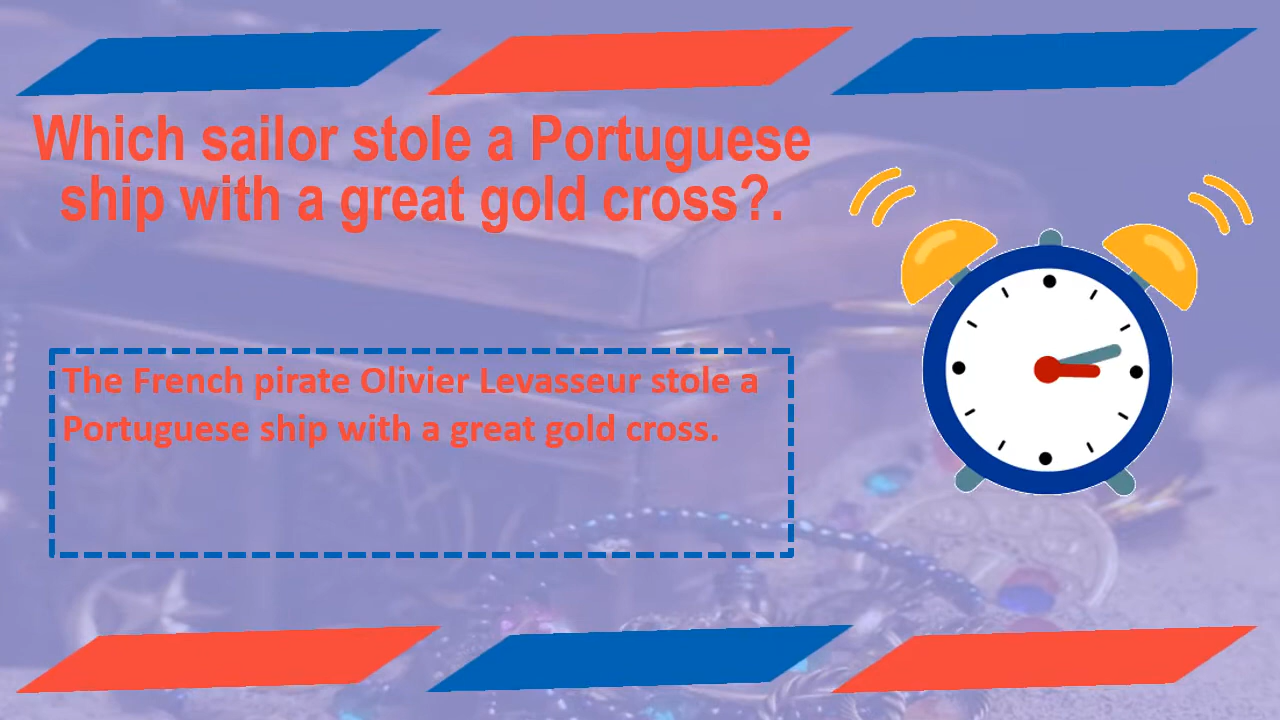 Which sailor stole a Portuguese
ship with a great gold cross?.
The French pirate Olivier Levasseur stole a
Portuguese ship with a great gold cross.